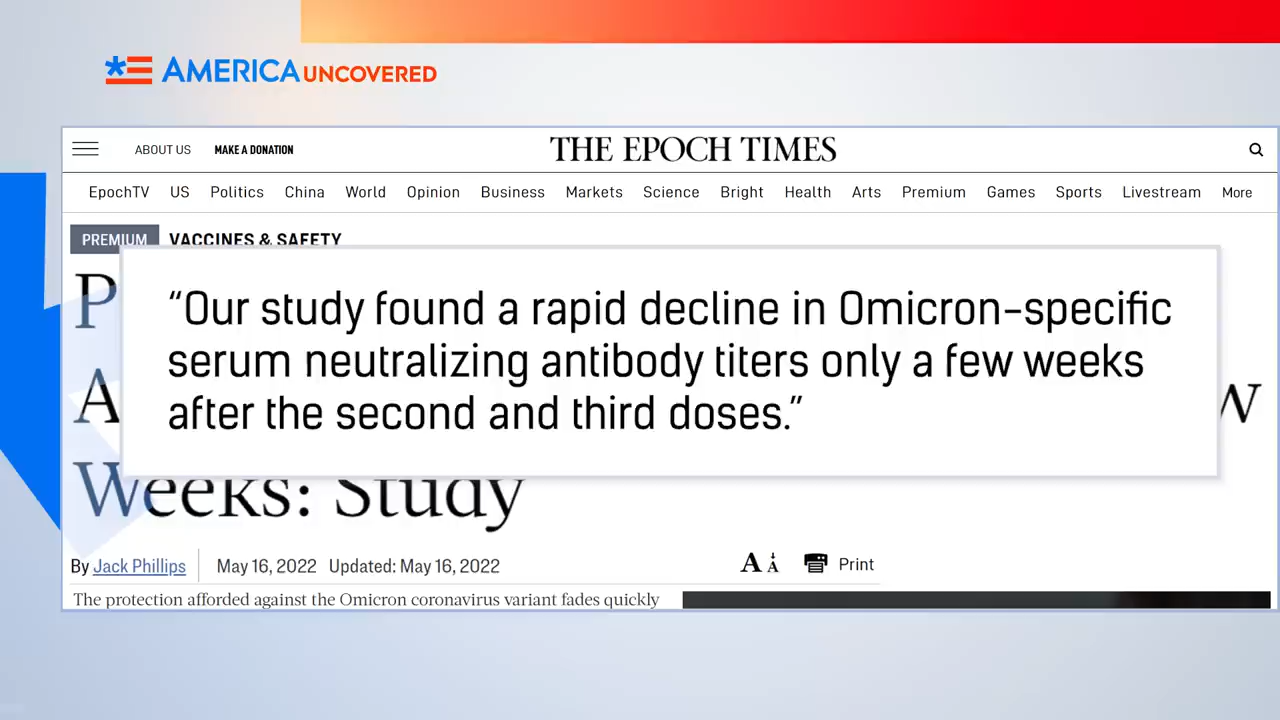 AMERICA UNCOVERED
ABOUT US MAKE A DONATION THE EPOCH TIMES
EpochTV US Politics China World Opinion Business Markets Science Bright Health Arts Premium Games Sports Livestream More
PREMIUM VACCINES & SAFETY
“Our study found a rapid decline in Omicron-specific
serum neutralizing antibody titers only a few weeks
after the second and third doses.”
Weeks: Study
By Jack Phillips May 16, 2022 Updated: May 16, 2022 Print
The protection afforded against the Omicron coronavirus variant fades quickly